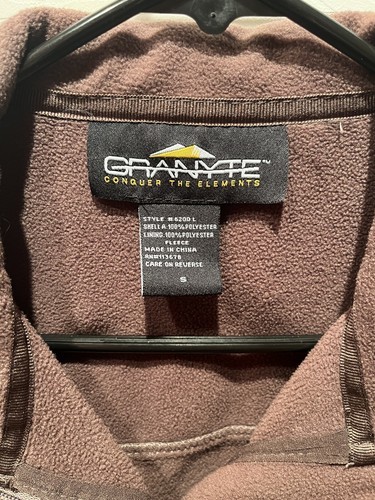 GRANYTE™
CONQUER THE ELEMENTS
STYLE #6200 L
SHELL A:100%POLYESTER
LINING:100%POLYESTER
FLEECE
MADE IN CHINA
RN#113678
CARE ON REVERSE
S